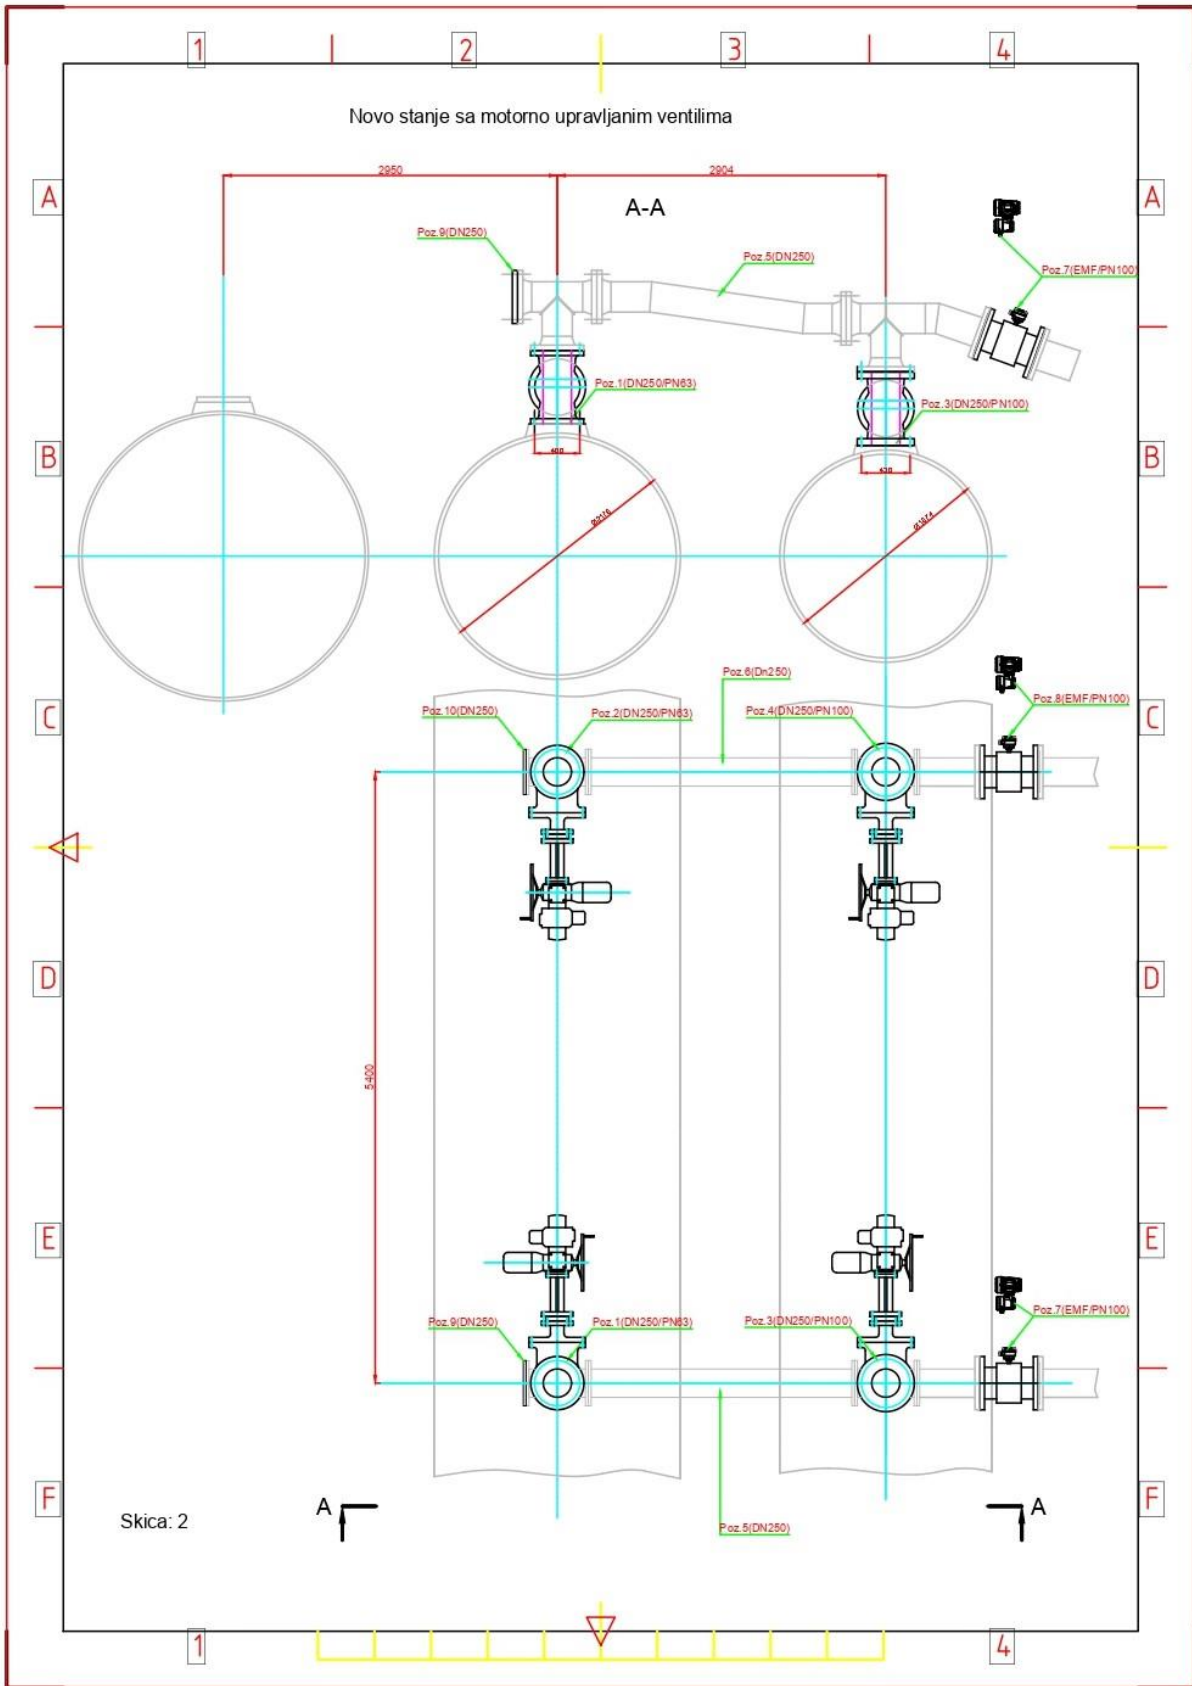 1 2 3 4
Novo stanje sa motorno upravljanim ventilima
2950
2904
A A
A-A
Poz.9(DN250)
Poz.5(DN250)
Poz.7(EMF/PN100)
Poz.1(DN250/PN63)
Poz.3(DN250/PN100)
B B
400
430
Ø2176
Poz.6(Dn250)
Poz.8(EMF/PN100)
C C
Poz.10(DN250)
Poz.2(DN250/PN63)
Poz.4(DN250/PN100)
D D
5400
E E
Poz.7(EMF/PN100)
Poz.9(DN250)
Poz.1(DN250/PN63)
Poz.3(DN250/PN100)
F F
A A
Skica: 2
Poz.5(DN250)
1 4